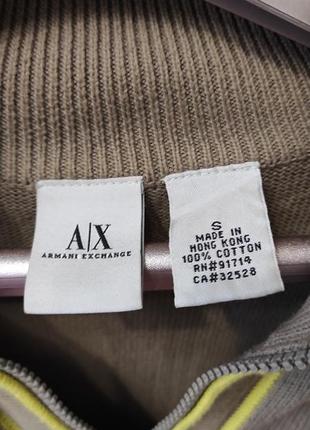 A|X
ARMANI EXCHANGE
S
MADE IN
HONG KONG
100% COTTON
RN#91714
CA#32528